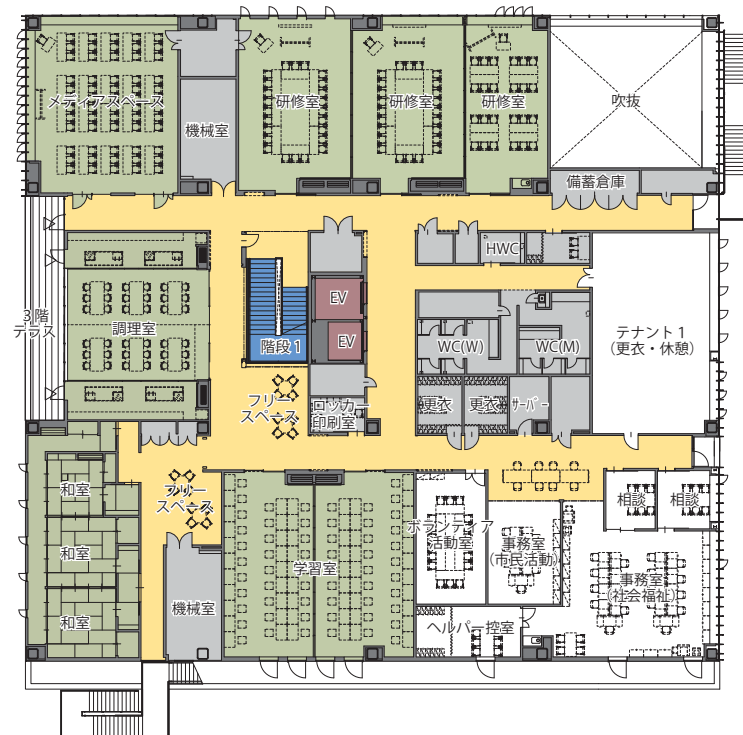 メディアスペース
機械室
研修室
研修室
研修室
吹抜
備蓄倉庫
HWC
3階
テラス
調理室
階段1
EV
EV
WC(W)
WC(M)
テナント1
(更衣・休憩)
フリー
スペース
ロッカー
印刷室
更衣
更衣
サーバー
和室
和室
和室
フリー
スペース
機械室
学習室
ボランティア
活動室
事務室
(市民活動)
相談
相談
事務室
(社会福祉)
ヘルパー控室